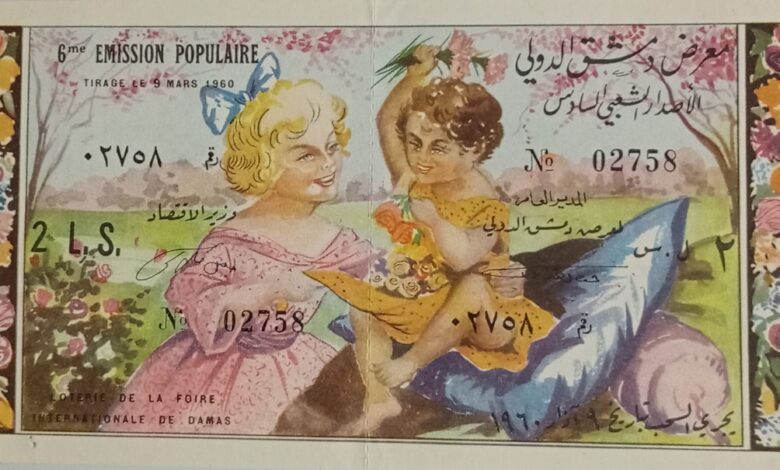 6me EMISSION POPULAIRE
TIRAGE LE 9 MARS 1960
معرض دمشق الدولي
الأصدار الشعبي السادس
رقم ٠٢٧٥٨
No 02758
وزير الاقتصاد
المدير العام
لمعرض دمشق الدولي
2 L.S.
٢ ل.س
No 02758
رقم ٠٢٧٥٨
LOTERIE DE LA FOIRE
INTERNATIONALE DE DAMAS
يجري السحب بتاريخ ٩ آذار ١٩٦٠